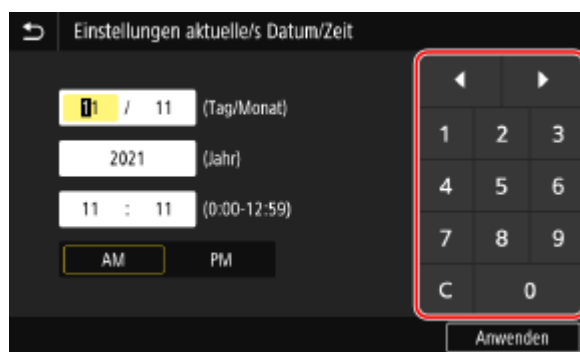 Einstellungen aktuelle/s Datum/Zeit
11 / 11 (Tag/Monat)
2021 (Jahr)
11 : 11 (0:00-12:59)
AM PM
1 2 3
4 5 6
7 8 9
C 0
Anwenden